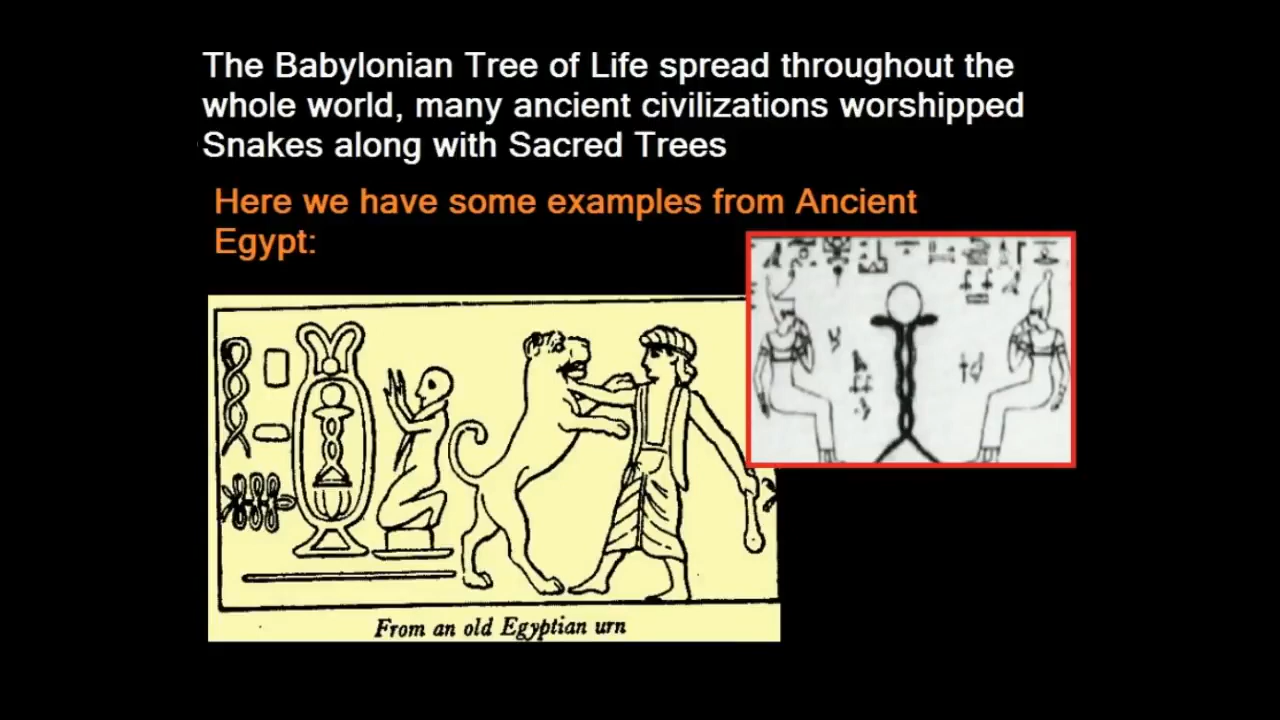 The Babylonian Tree of Life spread throughout the
whole world, many ancient civilizations worshipped
Snakes along with Sacred Trees
Here we have some examples from Ancient
Egypt:
From an old Egyptian urn